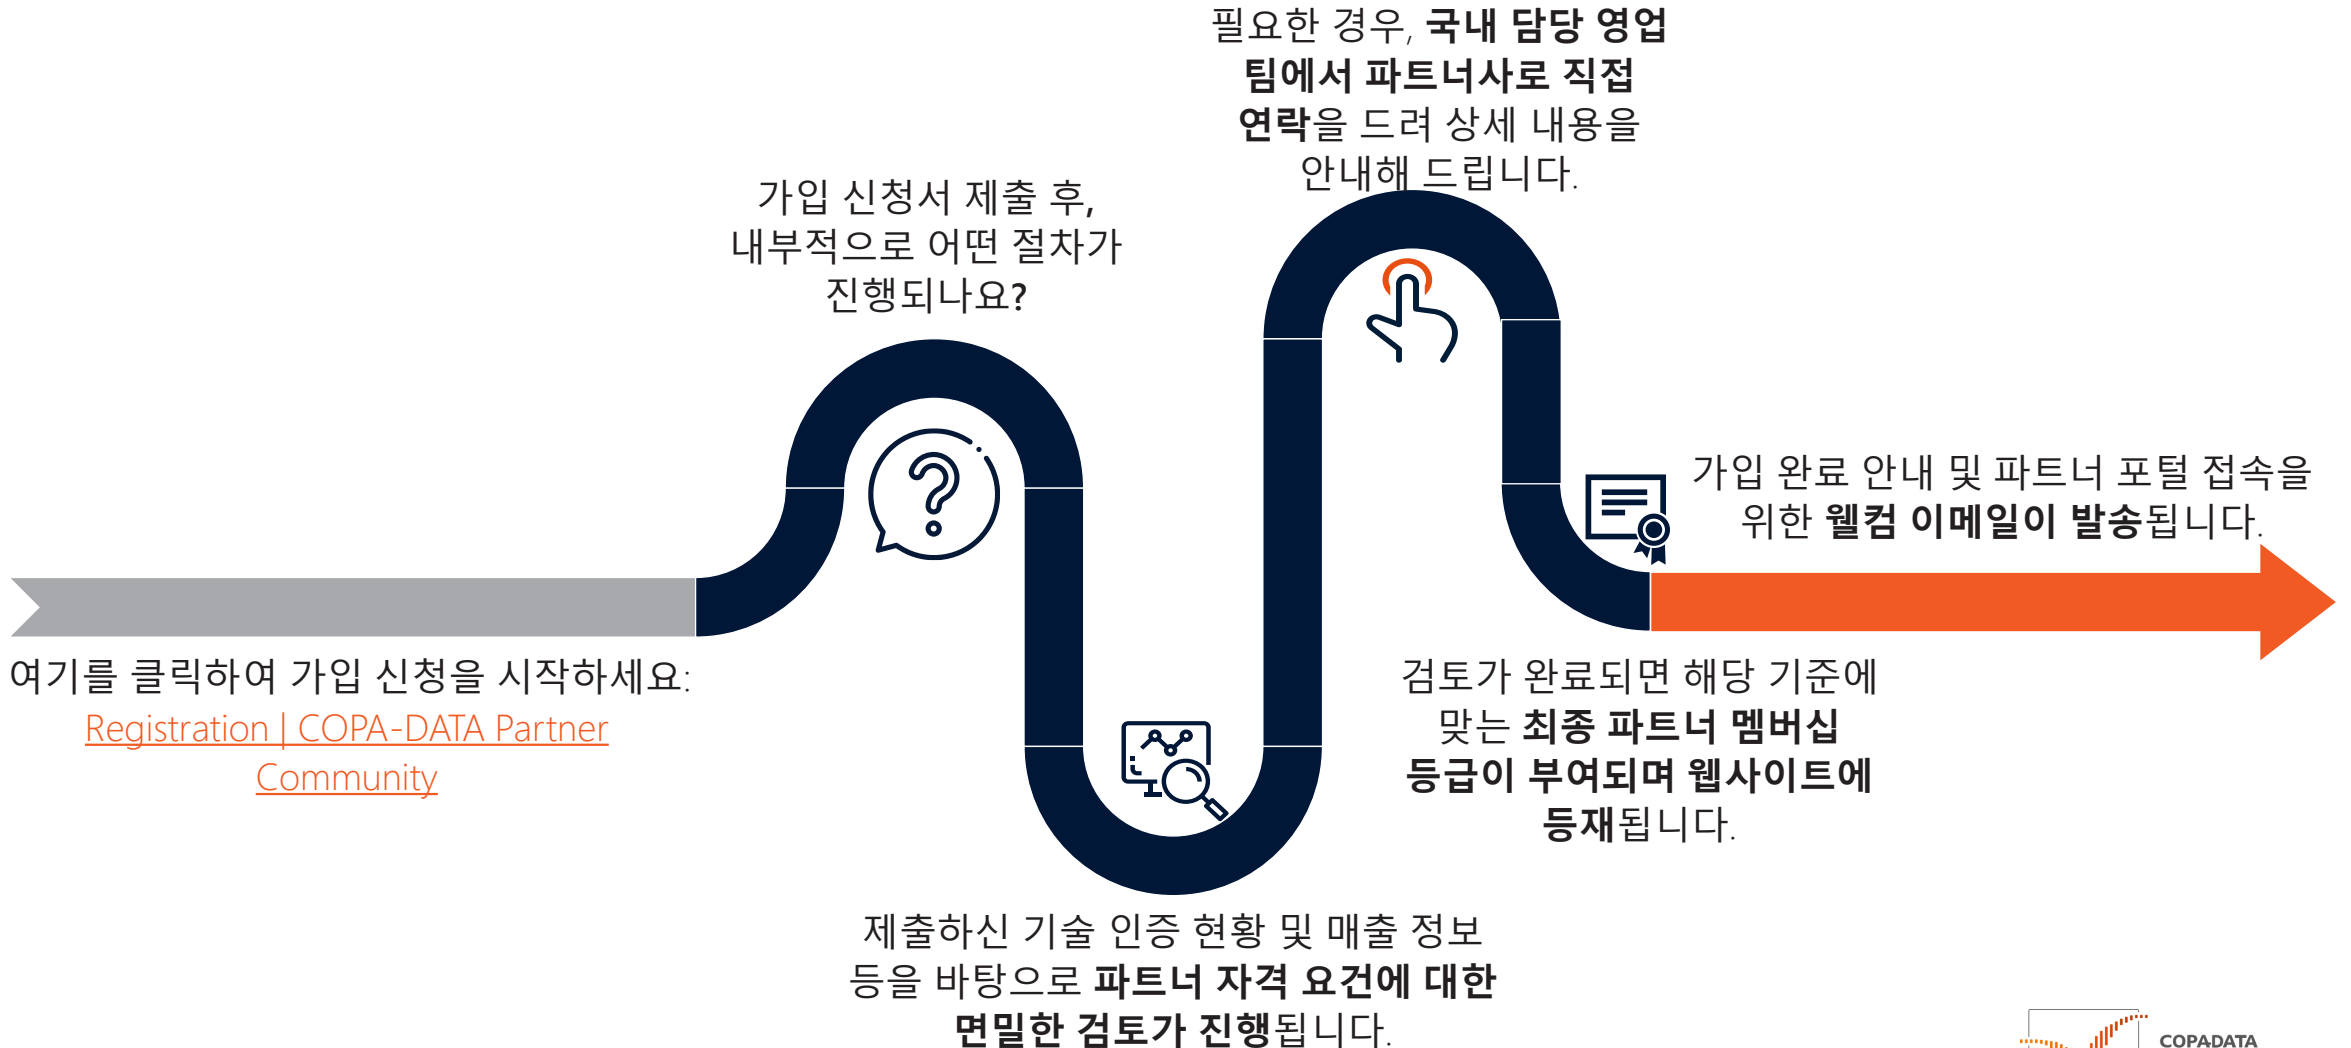 여기를 클릭하여 가입 신청을 시작하세요:
Registration | COPA-DATA Partner
Community
가입 신청서 제출 후,
내부적으로 어떤 절차가
진행되나요?
제출하신 기술 인증 현황 및 매출 정보
등을 바탕으로 파트너 자격 요건에 대한
면밀한 검토가 진행됩니다.
필요한 경우, 국내 담당 영업
팀에서 파트너사로 직접
연락을 드려 상세 내용을
안내해 드립니다.
검토가 완료되면 해당 기준에
맞는 최종 파트너 멤버십
등급이 부여되며 웹사이트에
등재됩니다.
가입 완료 안내 및 파트너 포털 접속을
위한 웰컴 이메일이 발송됩니다.
COPADATA